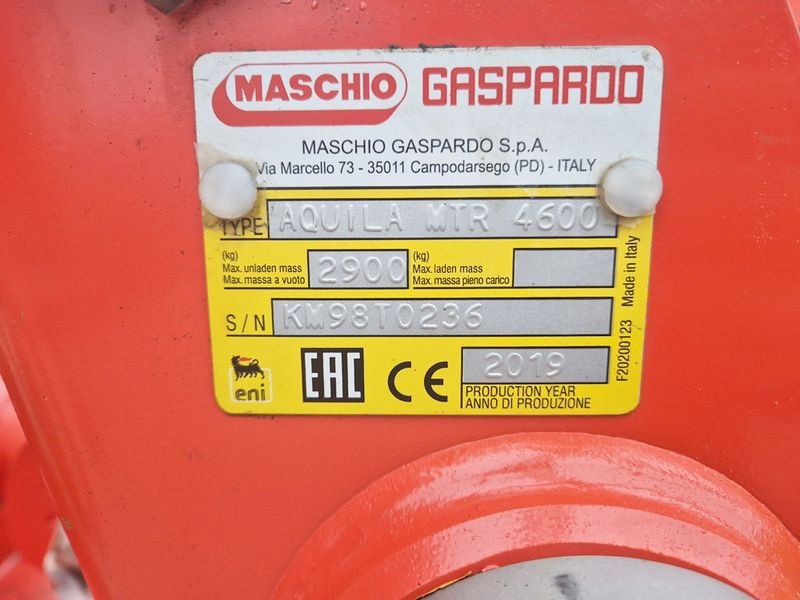 MASCHIO GASPARDO
MASCHIO GASPARDO S.p.A.
Via Marcello 73 - 35011 Campodarsego (PD) - ITALY
TYPE AQUILA MTR 4600
(kg)
Max. unladen mass
Max. massa a vuoto
2900
(kg)
Max. laden mass
Max. massa pieno carico
S/N KM98T0236
eni
EAC CE
2019
PRODUCTION YEAR
ANNO DI PRODUZIONE
F20200123 Made in Italy